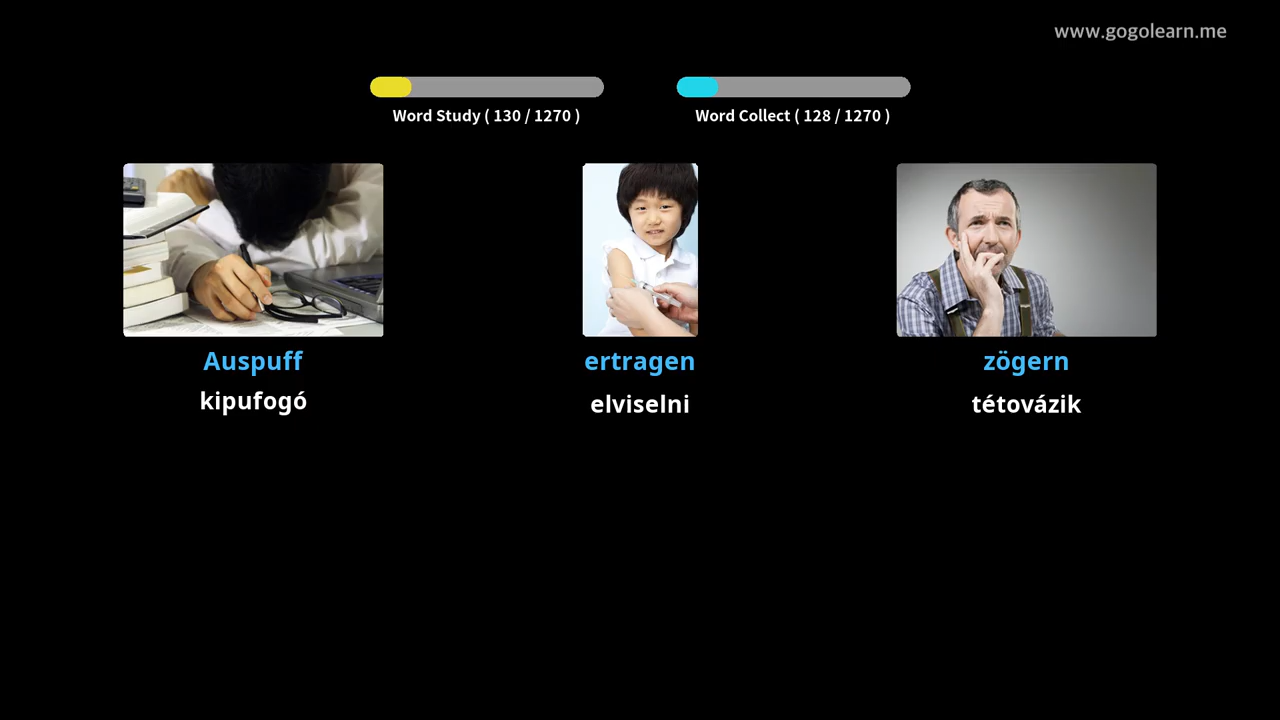 www.gogolearn.me
Word Study ( 130 / 1270 )
Word Collect ( 128 / 1270 )
Auspuff
kipufogó
ertragen
elviselni
zögern
tétovázik